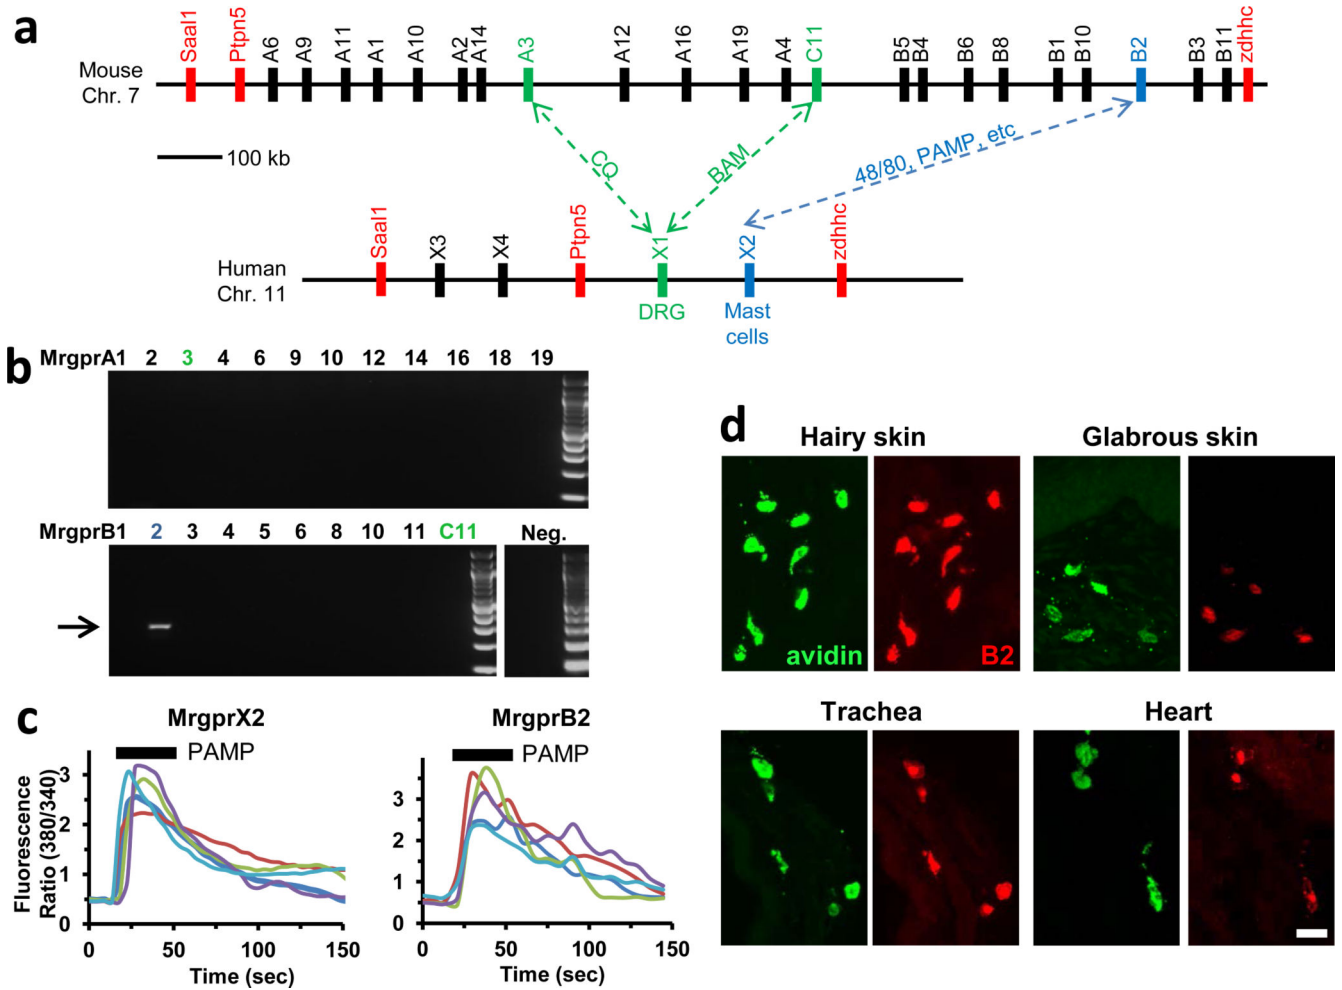 a
Mouse
Chr. 7
Saal1
Ptpn5
A6
A9
A11
A1
A10
A2
A14
A3
A12
A16
A19
A4
C11
B5
B4
B6
B8
B1
B10
B2
B3
B11
zdhhc
100 kb
CQ
BAM
48/80, PAMP, etc
Human
Chr. 11
Saal1
X3
X4
Ptpn5
X1
X2
zdhhc
DRG
Mast
cells
b
MrgprA1 2 3 4 6 9 10 12 14 16 18 19
MrgprB1 2 3 4 5 6 8 10 11 C11 Neg.
c
MrgprX2
PAMP
Fluorescence
Ratio (380/340)
3
2
1
0
0 50 100 150
Time (sec)
MrgprB2
PAMP
3
2
1
0
0 50 100 150
Time (sec)
d
Hairy skin
Glabrous skin
avidin
B2
Trachea
Heart